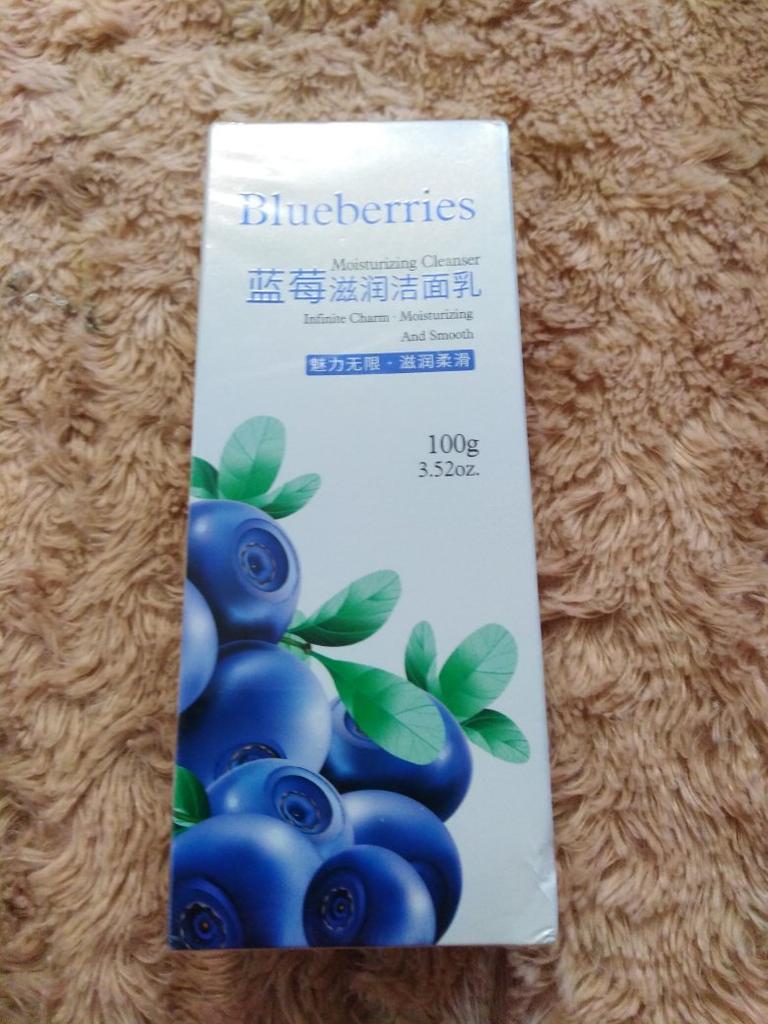 Blueberries
Moisturizing Cleanser
蓝莓滋润洁面乳
Infinite Charm · Moisturizing
And Smooth
魅力无限·滋润柔滑
100g
3.52oz.